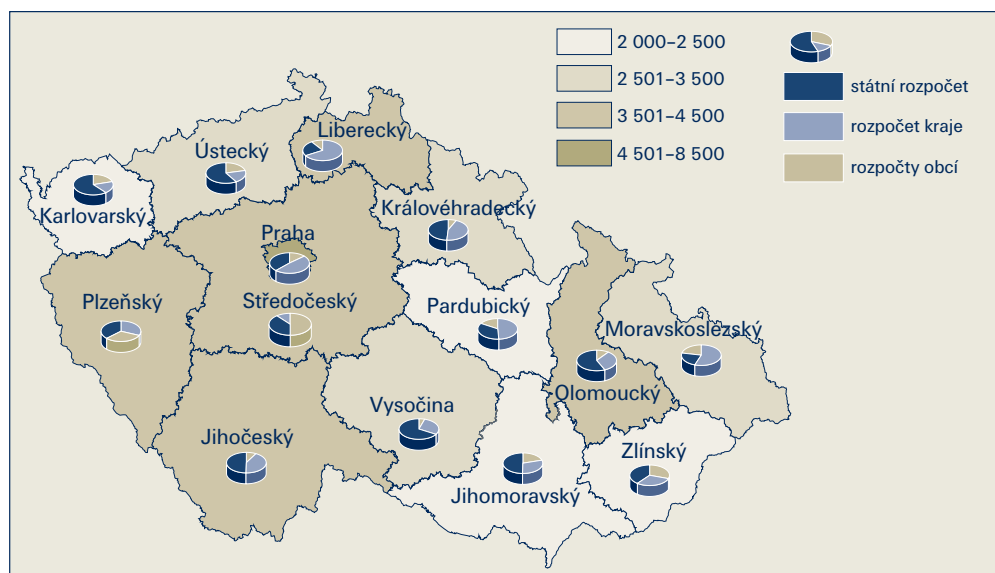 2 000–2 500
2 501–3 500
3 501–4 500
4 501–8 500
státní rozpočet
rozpočet kraje
rozpočty obcí
Liberecký
Ústecký
Karlovarský
Královéhradecký
Praha
Středočeský
Plzeňský
Pardubický
Moravskoslezský
Olomoucký
Vysočina
Jihočeský
Zlínský
Jihomoravský